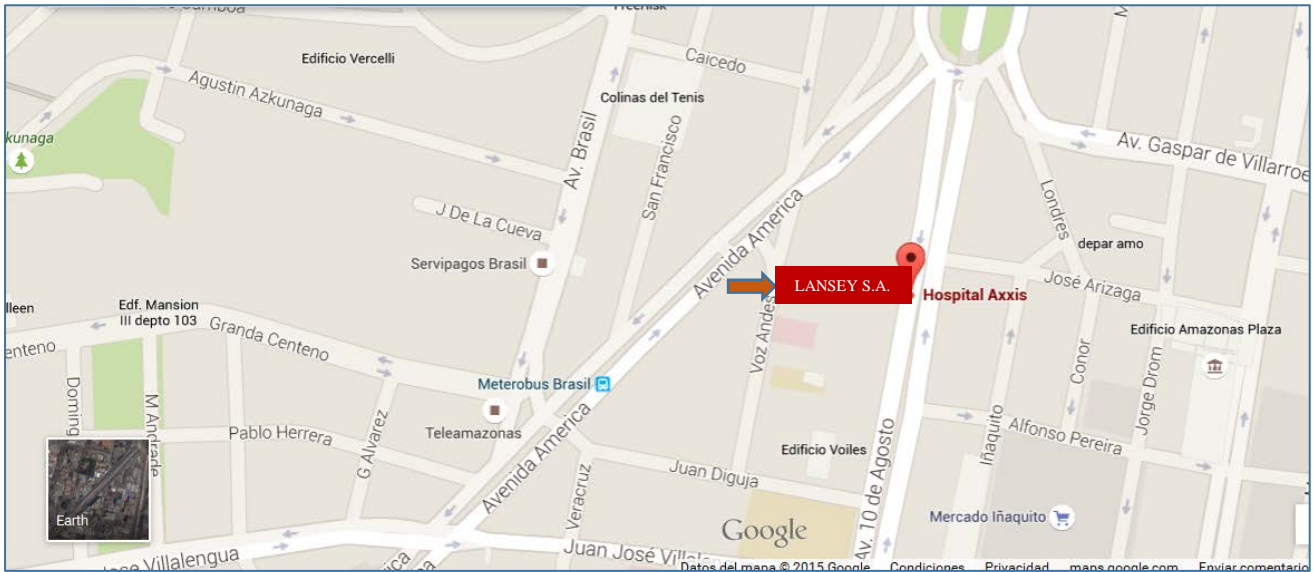 Edificio Vercelli
Caicedo
Agustin Azkunaga
Colinas del Tenis
Av. Brasil
San Francisco
Av. Gaspar de Villarroe
kunaga
Londres
J De La Cueva
Avenida America
depar amo
Servipagos Brasil
LANSEY S.A.
Hospital Axxis
José Arizaga
lleen
Edf. Mansion
III depto 103
Granda Centeno
enteno
Voz Andes
Edificio Amazonas Plaza
Conor
Jorge Drom
Meterobus Brasil
Doming
M Andrade
G Alvarez
Pablo Herrera
Teleamazonas
Avenida America
Iñaquito
Alfonso Pereira
Edificio Voiles
Av. 10 de Agosto
Juan Diguja
Veracruz
Earth
Google
Mercado Iñaquito
Jose Villalengua
Juan José Villa
Datos del mapa © 2015 Google Condiciones Privacidad maps.google.com Enviar comentario